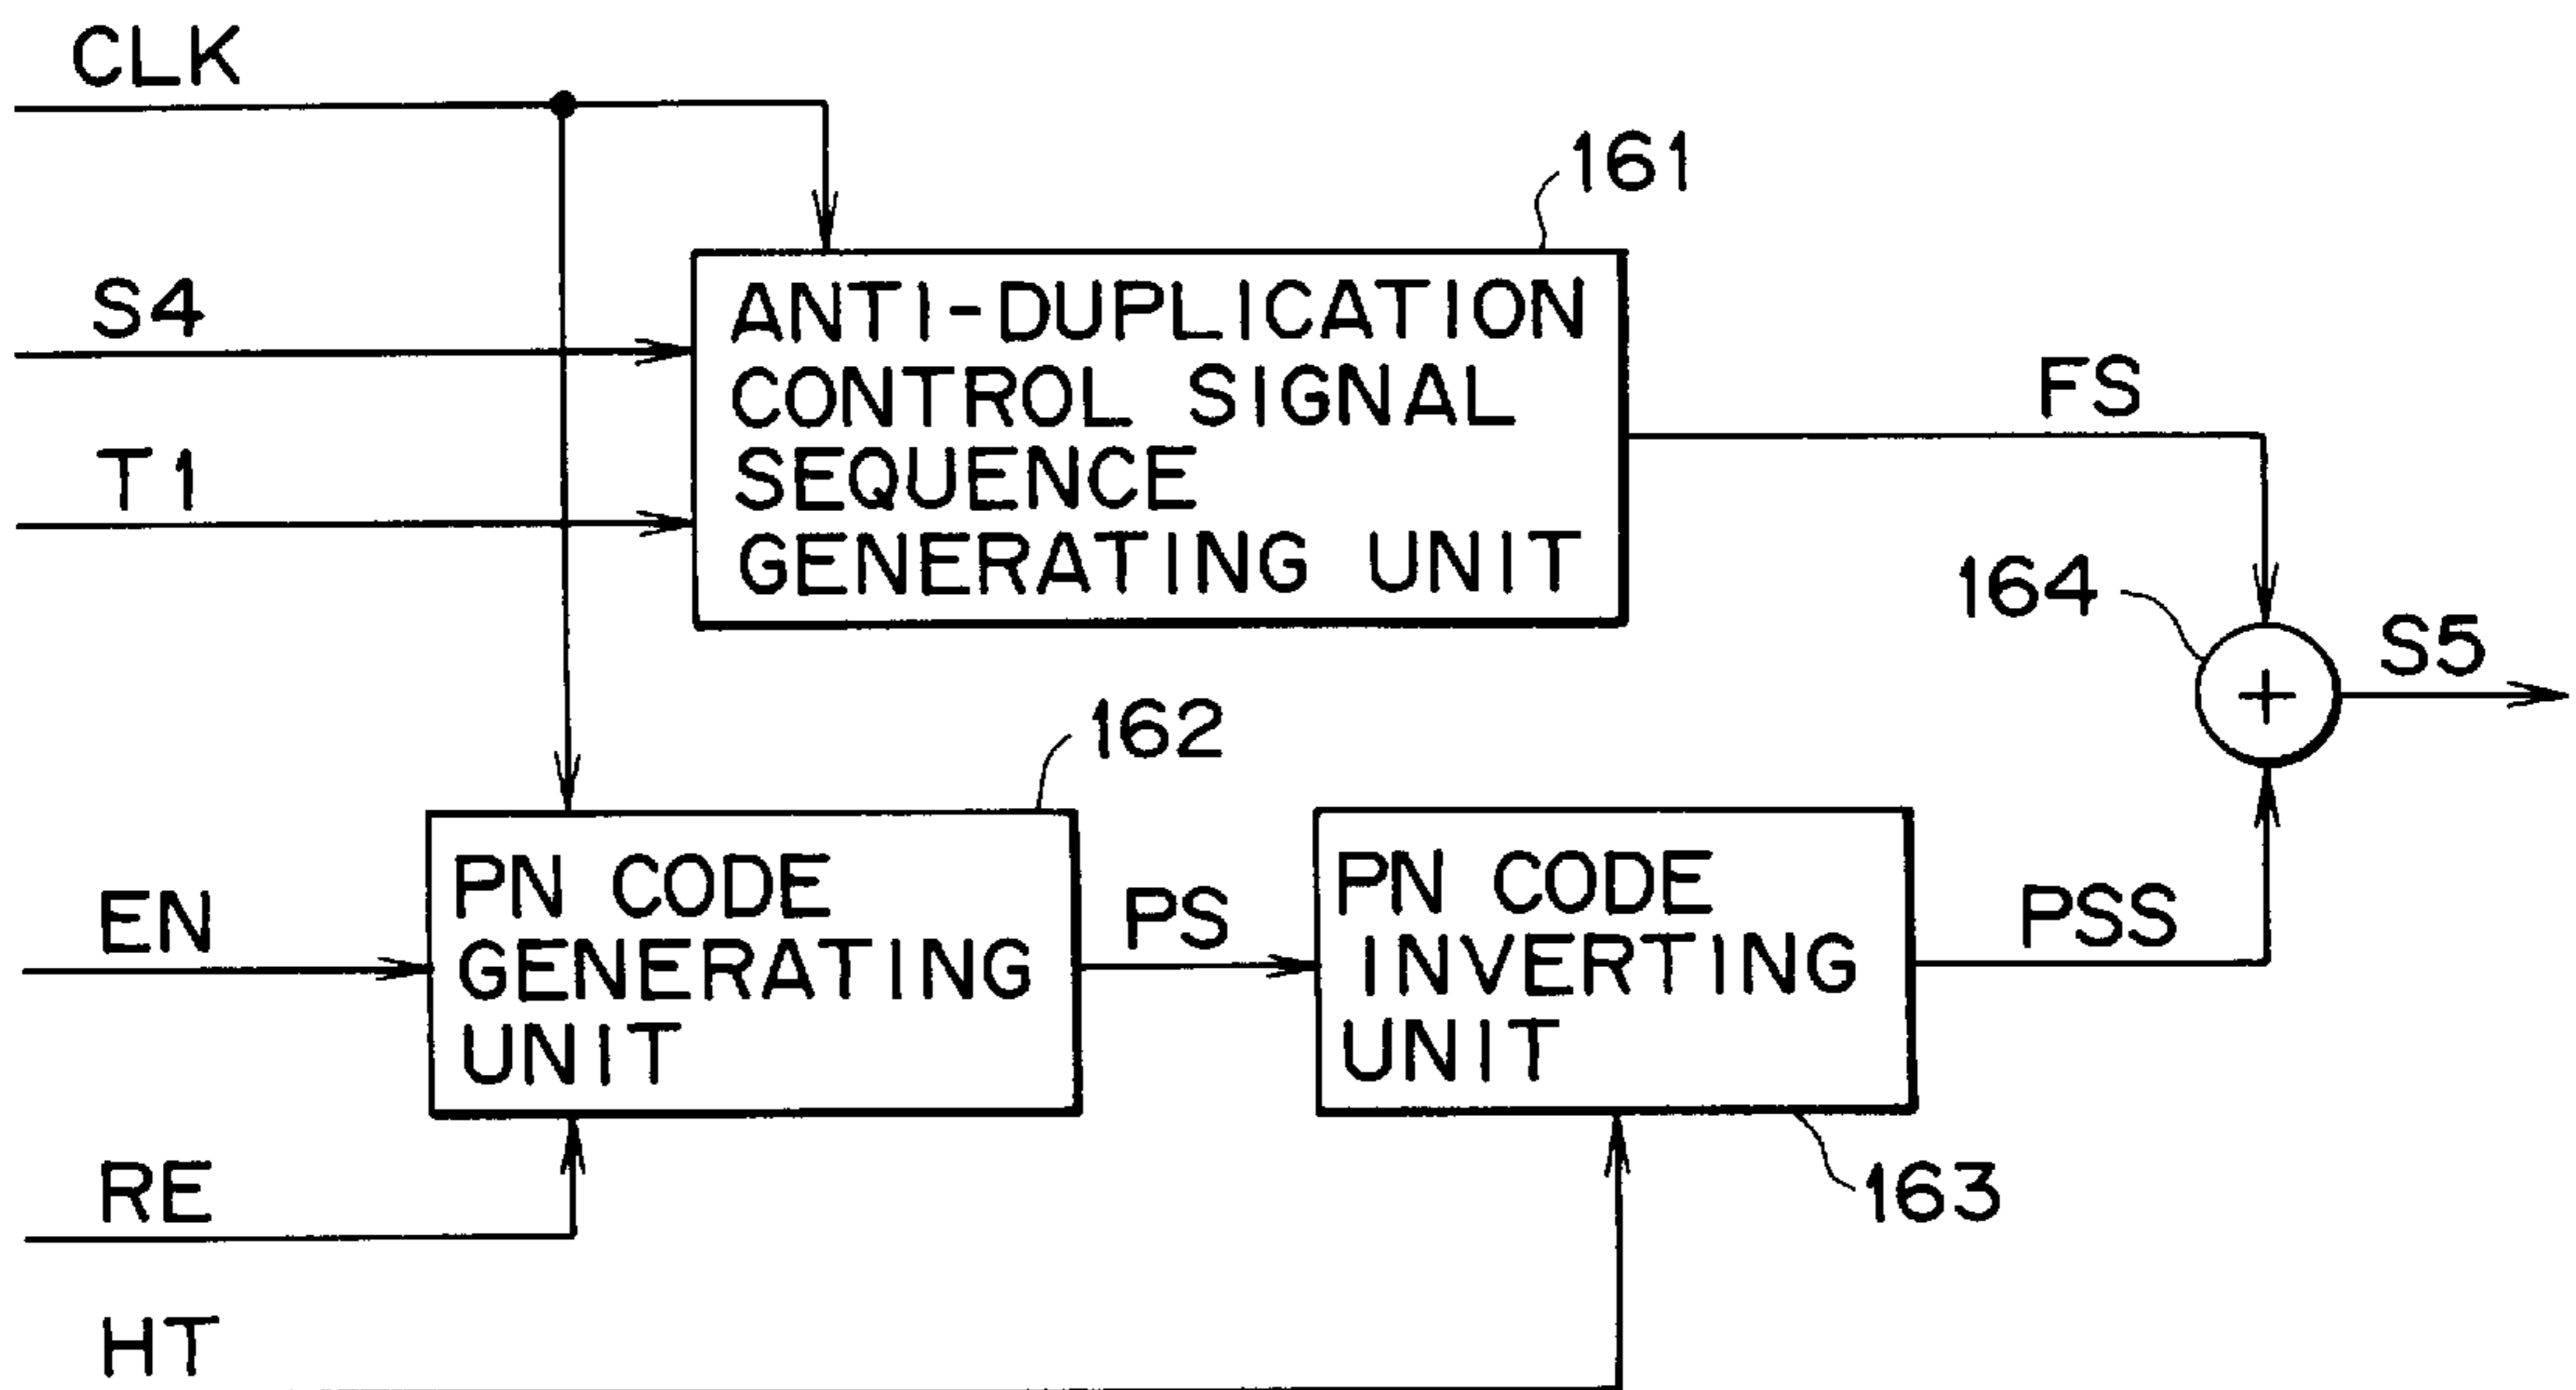 CLK
161
S4
ANTI-DUPLICATION
CONTROL SIGNAL
SEQUENCE
GENERATING UNIT
T1
FS
164
S5
162
EN
PN CODE
GENERATING
UNIT
PS
PN CODE
INVERTING
UNIT
PSS
RE
163
HT
+